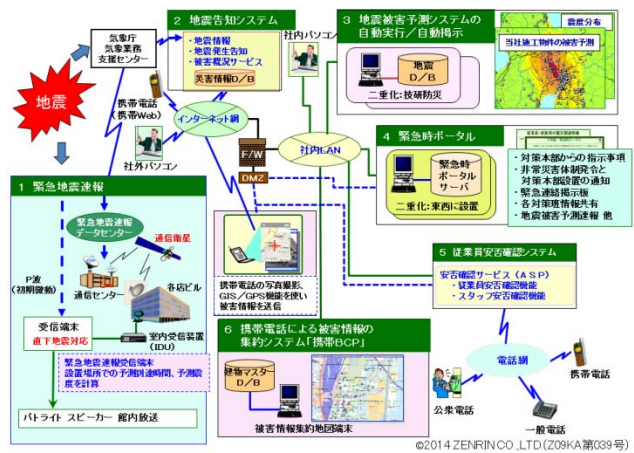 気象庁
気象業務
支援センター
地震
2 地震告知システム
・地震情報
・地震発生告知
・被害概況サービス
災害情報D/B
社内パソコン
3 地震被害予測システムの
自動実行/自動掲示
地震
D/B
二重化:技研防災
震度分布
当社施工物件の被害予測
携帯電話
(携帯Web)
インターネット網
社外パソコン
F/W
DMZ
社内LAN
4 緊急時ポータル
緊急時
ポータル
サーバ
二重化:東西に設置
・対策本部からの指示事項
・非常災害体制発令と
対策本部設置の通知
・緊急連絡掲示板
・各対策班情報共有
・地震被害予測速報 他
1 緊急地震速報
緊急地震速報
データセンター
通信衛星
P波
(初期微動)
通信センター
各店ビル
受信端末
直下地震対応
室内受信装置
(IDU)
緊急地震速報受信端末
設置場所での予測到達時間、予測震
度を計算
パトライト スピーカー 館内放送
携帯電話の写真撮影、
GIS/GPS機能を使い
被害情報を送信
5 従業員安否確認システム
安否確認サービス(ASP)
・従業員安否確認機能
・スタッフ安否確認機能
6 携帯電話による被害情報の
集約システム「携帯BCP」
建物マスター
D/B
被害情報集約地図端末
電話網
携帯電話
公衆電話
一般電話
©2014 ZENRIN CO.,LTD.(Z09KA第039号)